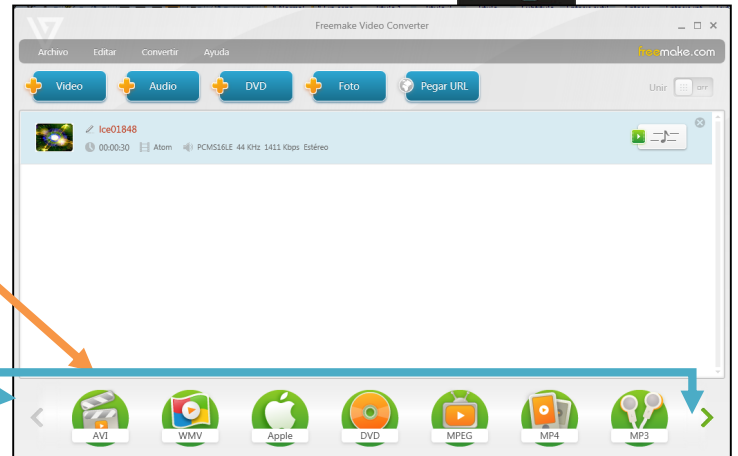 Freemake Video Converter
Archivo Editar Convertir Ayuda freemake.com
Video Audio DVD Foto Pegar URL Unir OFF
Ice01848
00:00:30 Atom PCMS16LE 44 KHz 1411 Kbps Estéreo
AVI WMV Apple DVD MPEG MP4 MP3